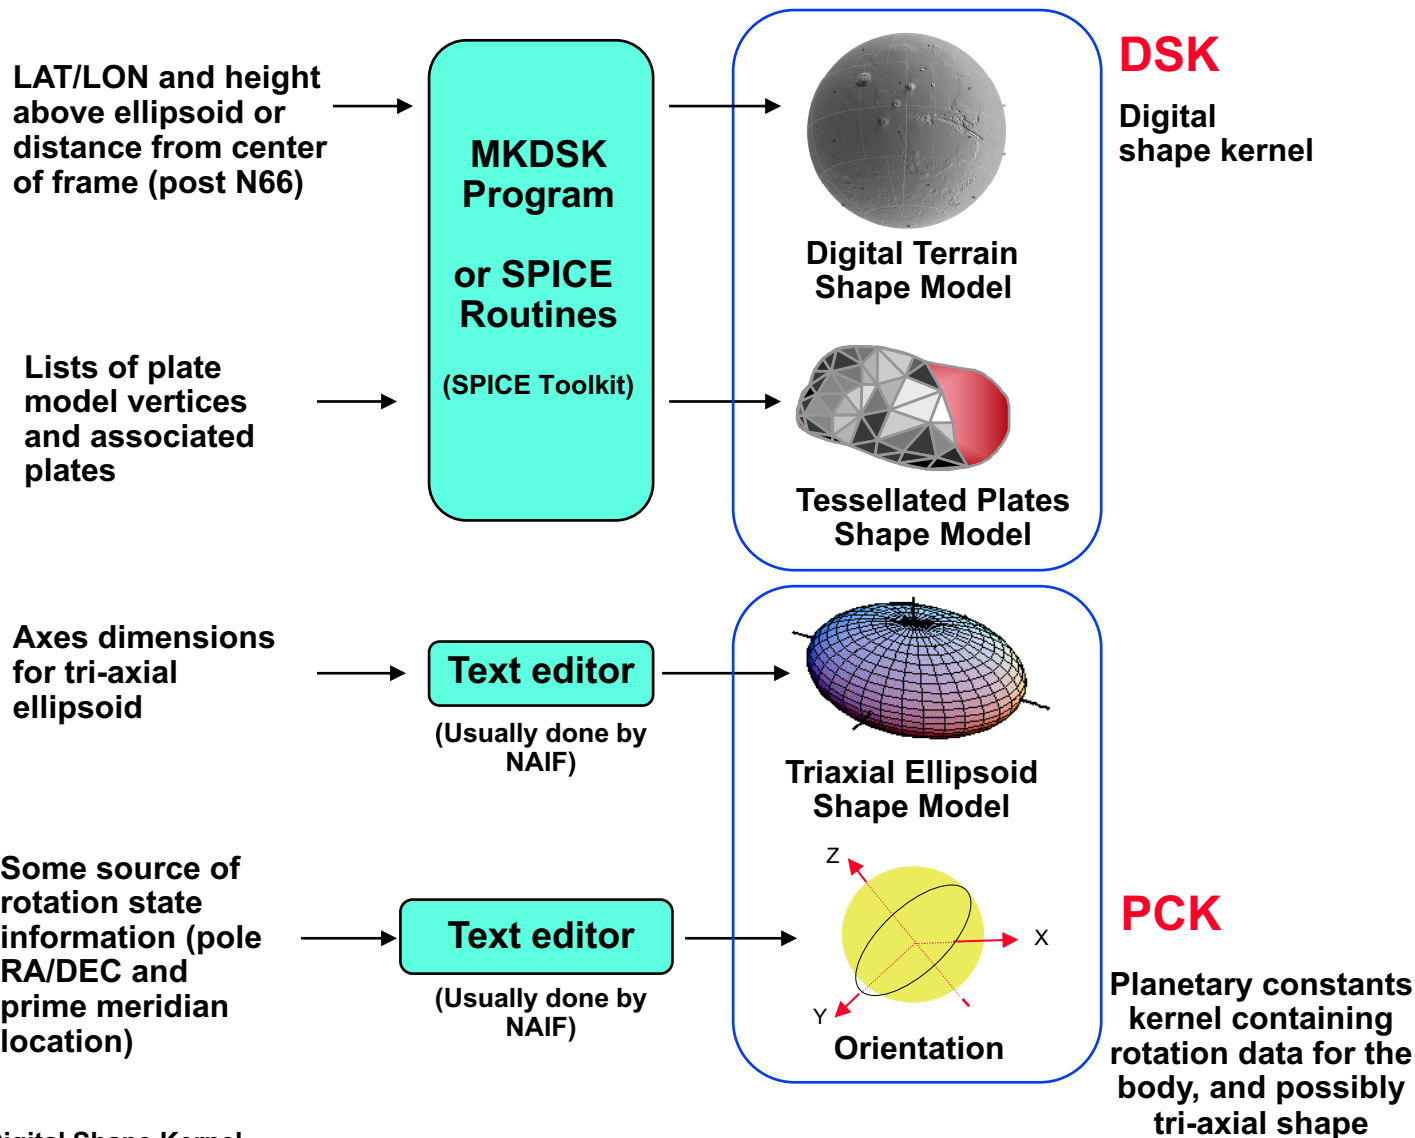 LAT/LON and height
above ellipsoid or
distance from center
of frame (post N66)
MKDSK
Program
or SPICE
Routines
(SPICE Toolkit)
Digital Terrain
Shape Model
DSK
Digital
shape kernel
Lists of plate
model vertices
and associated
plates
Tessellated Plates
Shape Model
Axes dimensions
for tri-axial
ellipsoid
Text editor
(Usually done by
NAIF)
Triaxial Ellipsoid
Shape Model
Some source of
rotation state
information (pole
RA/DEC and
prime meridian
location)
Text editor
(Usually done by
NAIF)
Z
X
Y
Orientation
PCK
Planetary constants
kernel containing
rotation data for the
body, and possibly
tri-axial shape
Shape Kernel